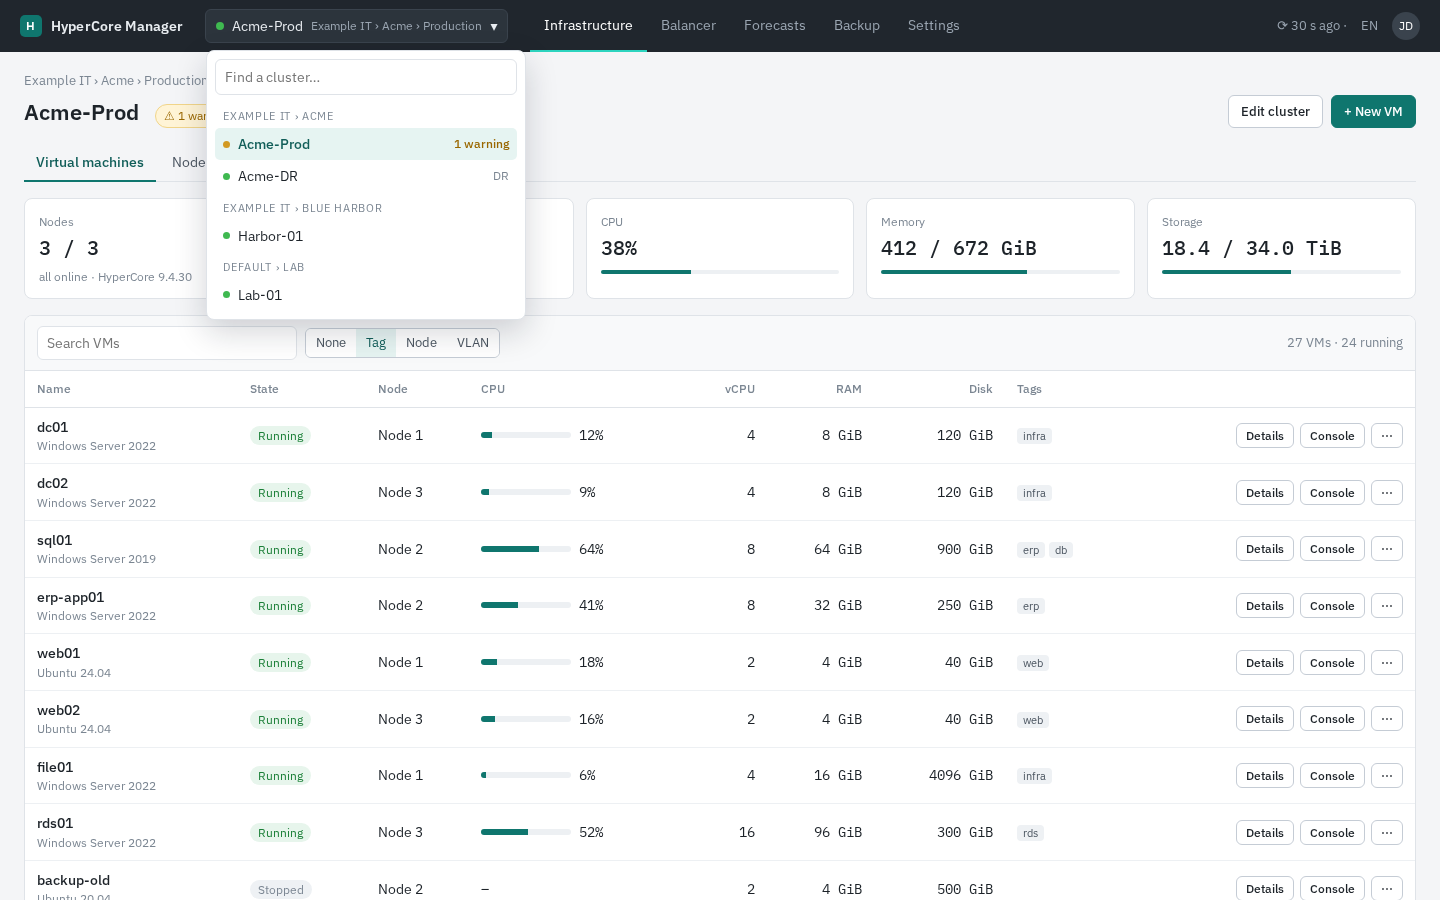 H HyperCore Manager Acme-Prod Example IT › Acme › Production ▾ Infrastructure Balancer Forecasts Backup Settings ⟳ 30 s ago · EN JD
Example IT › Acme › Production
Acme-Prod ⚠ 1 war
Edit cluster + New VM
Virtual machines Node
Find a cluster...
EXAMPLE IT › ACME
Acme-Prod 1 warning
Acme-DR DR
EXAMPLE IT › BLUE HARBOR
Harbor-01
DEFAULT › LAB
Lab-01
Nodes
3 / 3
all online · HyperCore 9.4.30
CPU
38%
Memory
412 / 672 GiB
Storage
18.4 / 34.0 TiB
Search VMs None Tag Node VLAN 27 VMs · 24 running
Name State Node CPU vCPU RAM Disk Tags
dc01
Windows Server 2022
Running Node 1 12% 4 8 GiB 120 GiB infra Details Console ···
dc02
Windows Server 2022
Running Node 3 9% 4 8 GiB 120 GiB infra Details Console ···
sql01
Windows Server 2019
Running Node 2 64% 8 64 GiB 900 GiB erp db Details Console ···
erp-app01
Windows Server 2022
Running Node 2 41% 8 32 GiB 250 GiB erp Details Console ···
web01
Ubuntu 24.04
Running Node 1 18% 2 4 GiB 40 GiB web Details Console ···
web02
Ubuntu 24.04
Running Node 3 16% 2 4 GiB 40 GiB web Details Console ···
file01
Windows Server 2022
Running Node 1 6% 4 16 GiB 4096 GiB infra Details Console ···
rds01
Windows Server 2022
Running Node 3 52% 16 96 GiB 300 GiB rds Details Console ···
backup-old
Ubuntu 20.04
Stopped Node 2 – 2 4 GiB 500 GiB Details Console ···